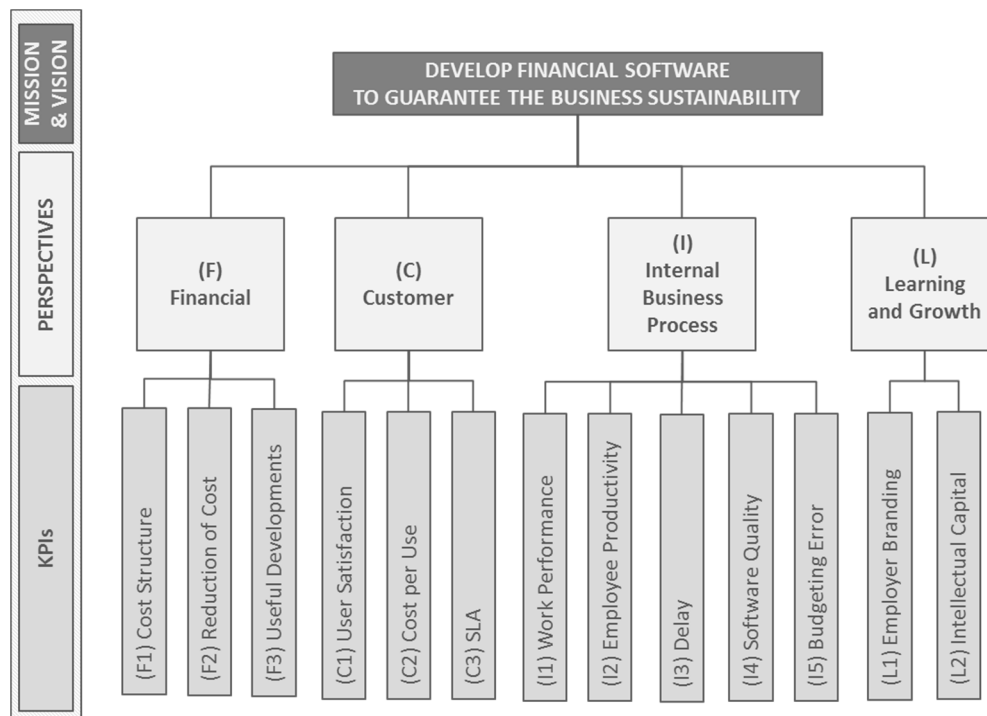 MISSION
& VISION
DEVELOP FINANCIAL SOFTWARE
TO GUARANTEE THE BUSINESS SUSTAINABILITY
PERSPECTIVES
(F)
Financial
(C)
Customer
(I)
Internal
Business
Process
(L)
Learning
and Growth
KPIs
(F1) Cost Structure
(F2) Reduction of Cost
(F3) Useful Developments
(C1) User Satisfaction
(C2) Cost per Use
(C3) SLA
(I1) Work Performance
(I2) Employee Productivity
(I3) Delay
(I4) Software Quality
(I5) Budgeting Error
(L1) Employer Branding
(L2) Intellectual Capital